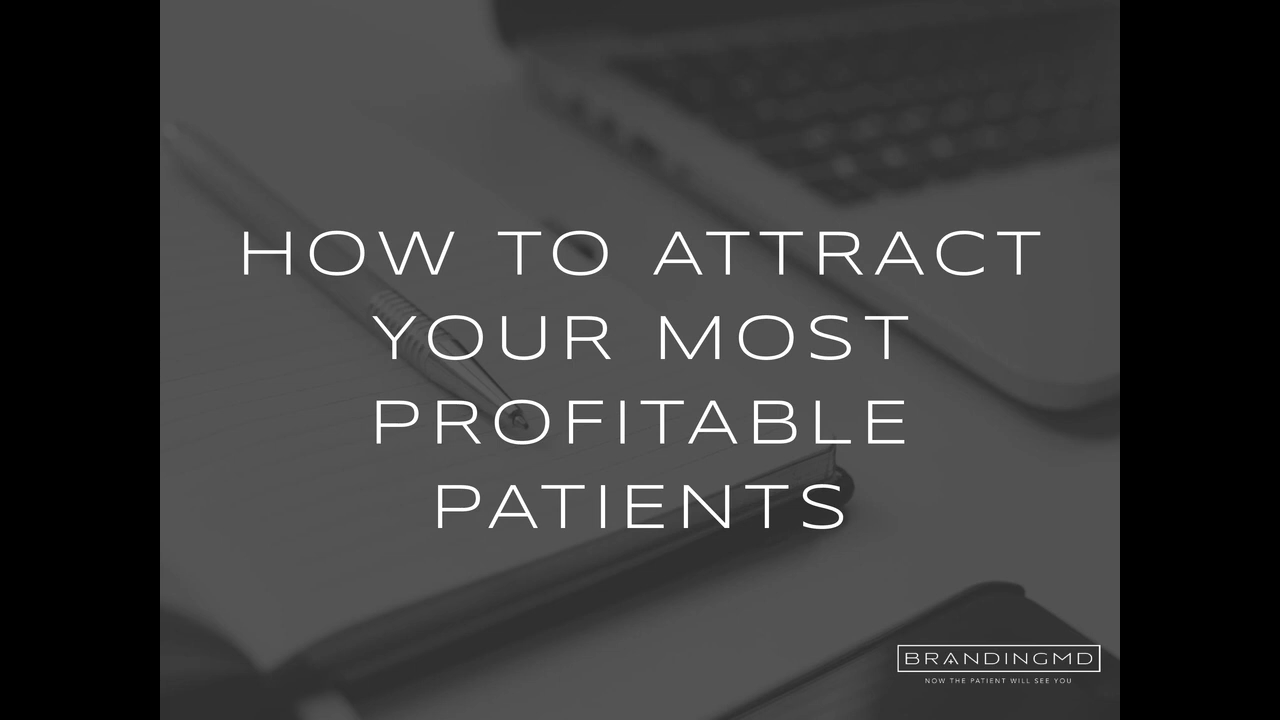 HOW TO ATTRACT
YOUR MOST
PROFITABLE
PATIENTS
BRANDINGMD
NOW THE PATIENT WILL SEE YOU